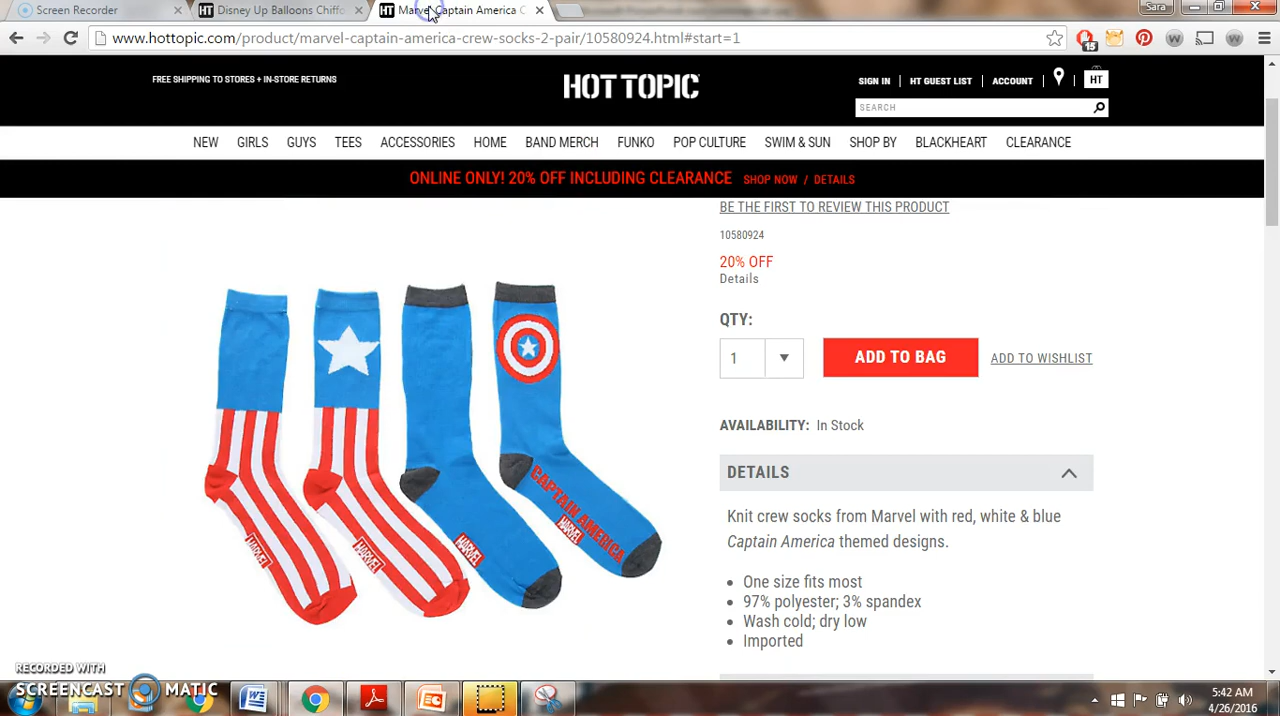 Screen Recorder
Disney Up Balloons Chiffo
Marvel Captain America C
Sara
www.hottopic.com/product/marvel-captain-america-crew-socks-2-pair/10580924.html#start=1
15
FREE SHIPPING TO STORES + IN-STORE RETURNS
HOT TOPIC
SIGN IN | HT GUEST LIST | ACCOUNT | HT
SEARCH
NEW GIRLS GUYS TEES ACCESSORIES HOME BAND MERCH FUNKO POP CULTURE SWIM & SUN SHOP BY BLACKHEART CLEARANCE
ONLINE ONLY! 20% OFF INCLUDING CLEARANCE SHOP NOW / DETAILS
BE THE FIRST TO REVIEW THIS PRODUCT
10580924
20% OFF
Details
QTY:
1
ADD TO BAG
ADD TO WISHLIST
AVAILABILITY: In Stock
DETAILS
Knit crew socks from Marvel with red, white & blue
Captain America themed designs.
• One size fits most
• 97% polyester; 3% spandex
• Wash cold; dry low
• Imported
CAPTAIN AMERICA
MARVEL
MARVEL
MARVEL
MARVEL
RECORDED WITH
SCREENCAST MATIC
5:42 AM
4/26/2016